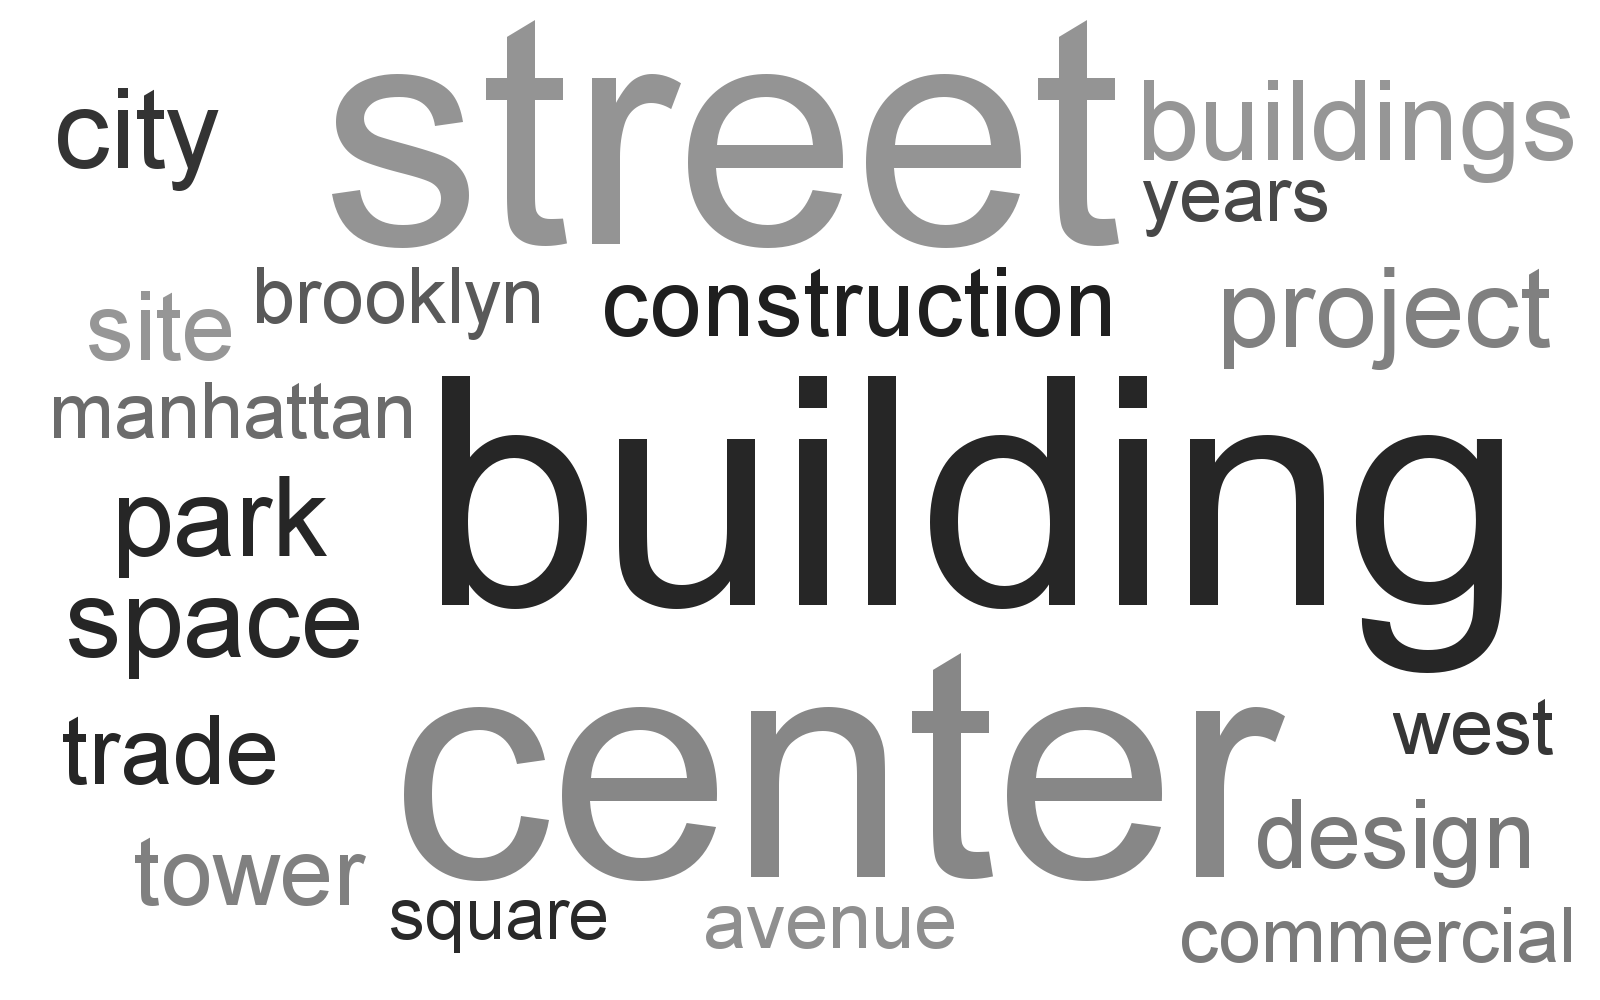 city
street
buildings
years
site
brooklyn
construction
project
manhattan
building
park
space
center
trade
west
tower
design
square
avenue
commercial